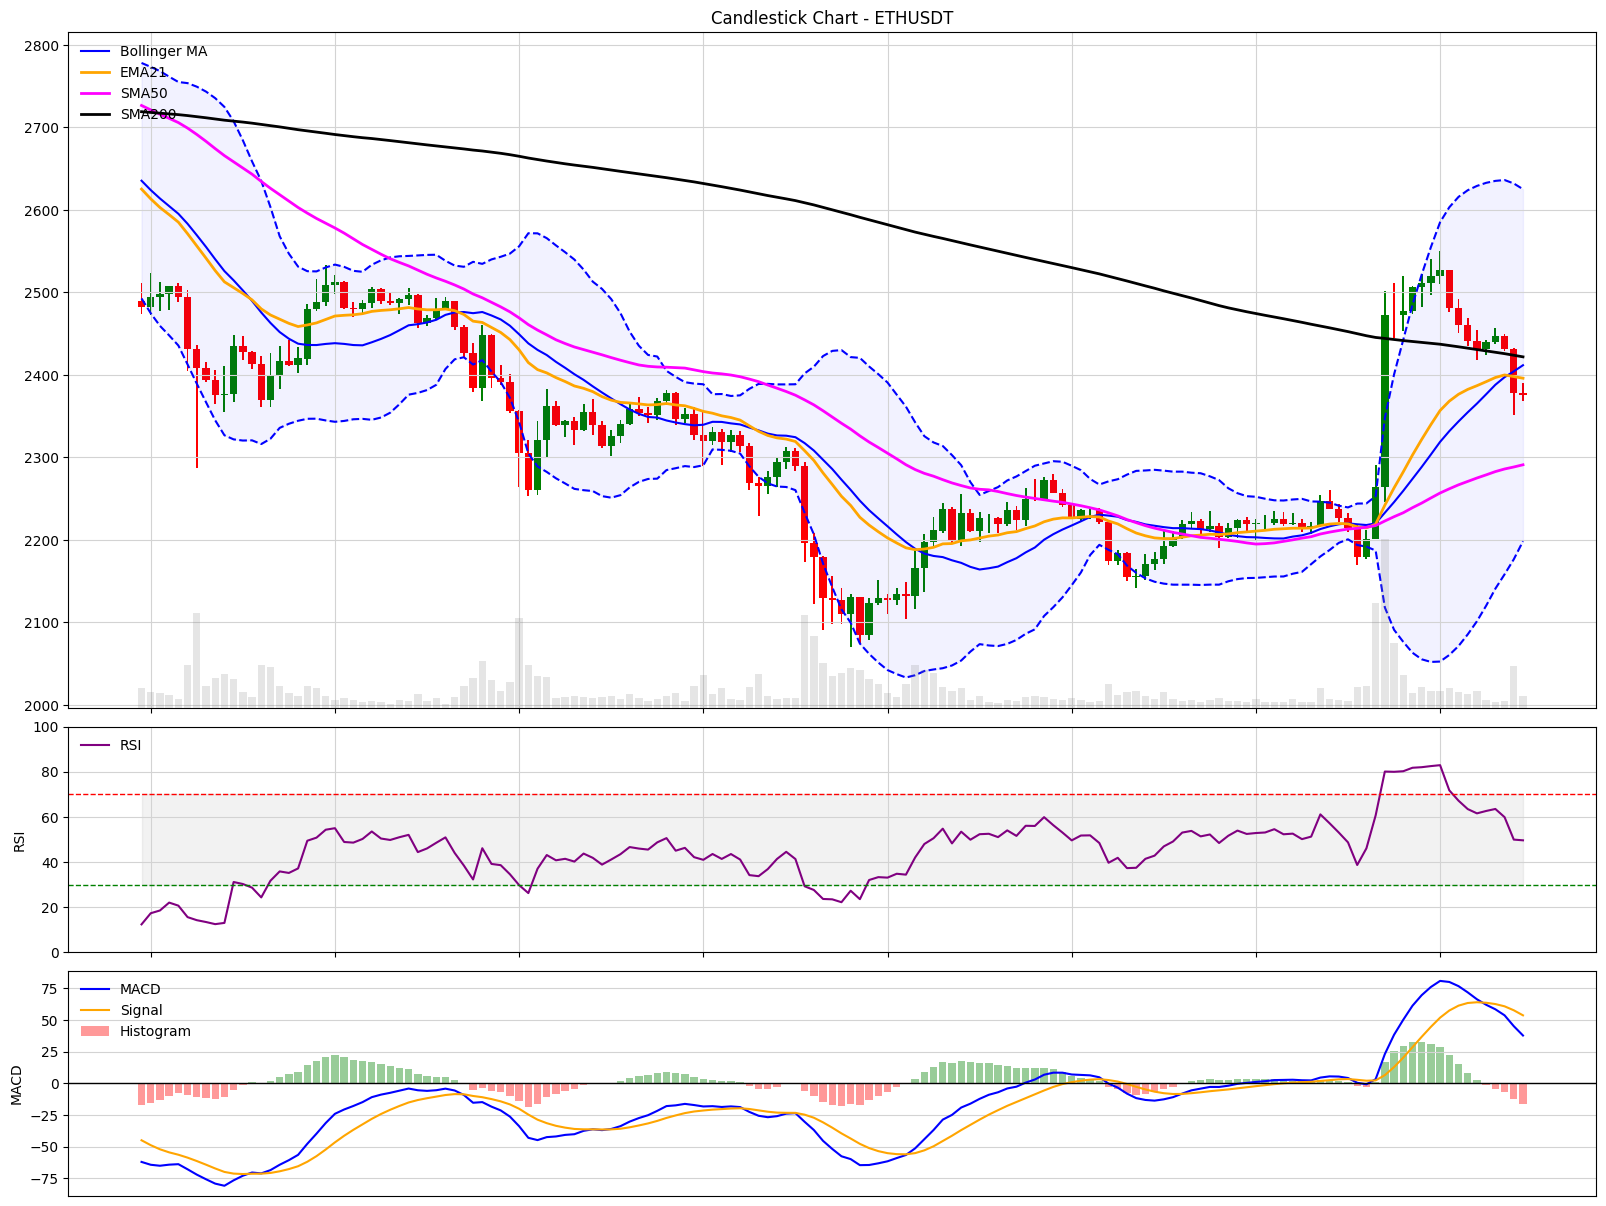 Candlestick Chart - ETHUSDT
2800
2700
2600
2500
2400
2300
2200
2100
2000
Bollinger MA
EMA21
SMA50
SMA200
RSI
100
80
60
40
20
0
RSI
MACD
75
50
25
0
−25
−50
−75
MACD
Signal
Histogram